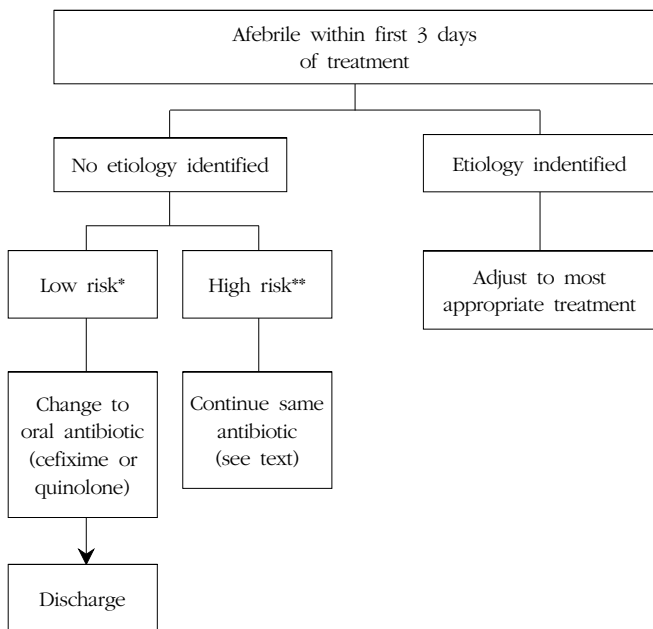 Afebrile within first 3 days
of treatment
No etiology identified
Etiology indentified
Low risk*
High risk**
Adjust to most
appropriate treatment
Change to
oral antibiotic
(cefixime or
quinolone)
Continue same
antibiotic
(see text)
Discharge